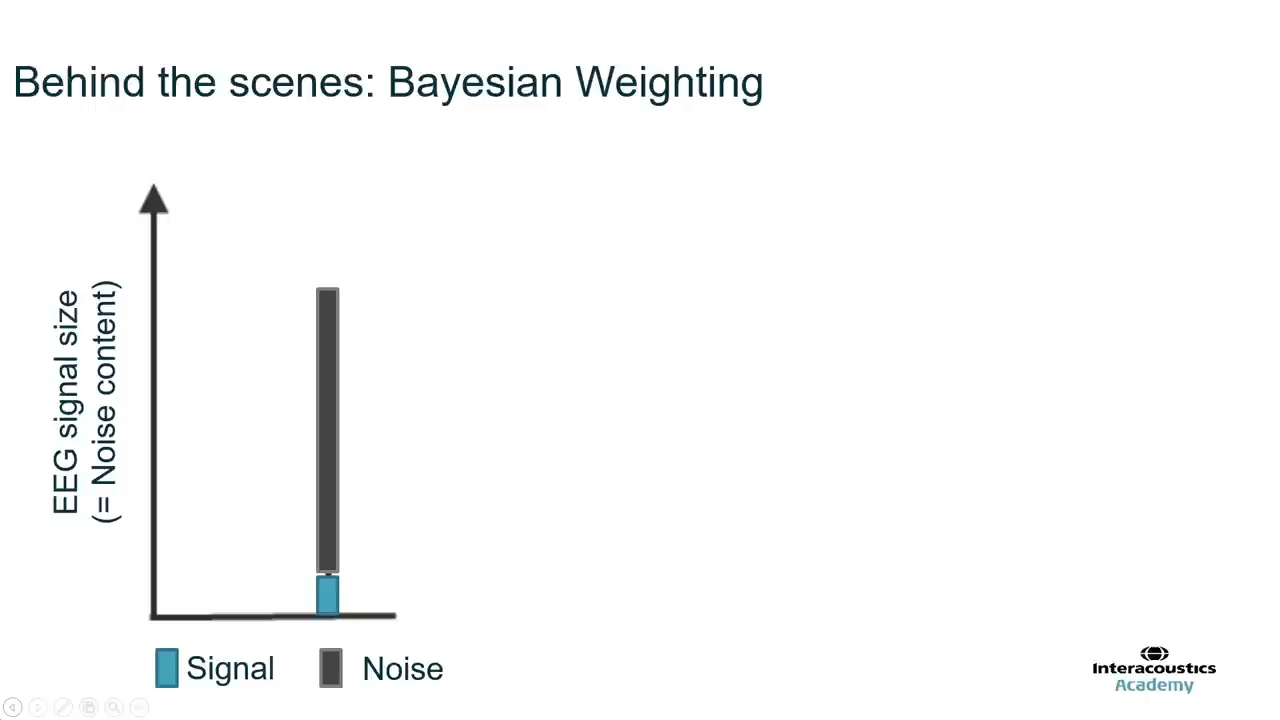 Behind the scenes: Bayesian Weighting
EEG signal size
(= Noise content)
Signal
Noise
Interacoustics
Academy